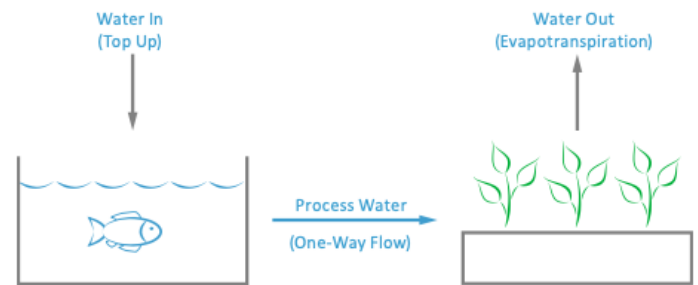 Water In
(Top Up)
Water Out
(Evapotranspiration)
Process Water
(One-Way Flow)